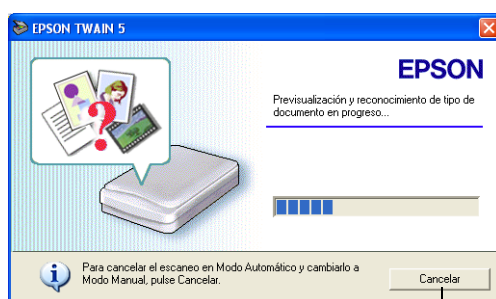 EPSON TWAIN 5
EPSON
Previsualización y reconocimiento de tipo de
documento en progreso...
?
Para cancelar el escaneo en Modo Automático y cambiarlo a
Modo Manual, pulse Cancelar.
Cancelar